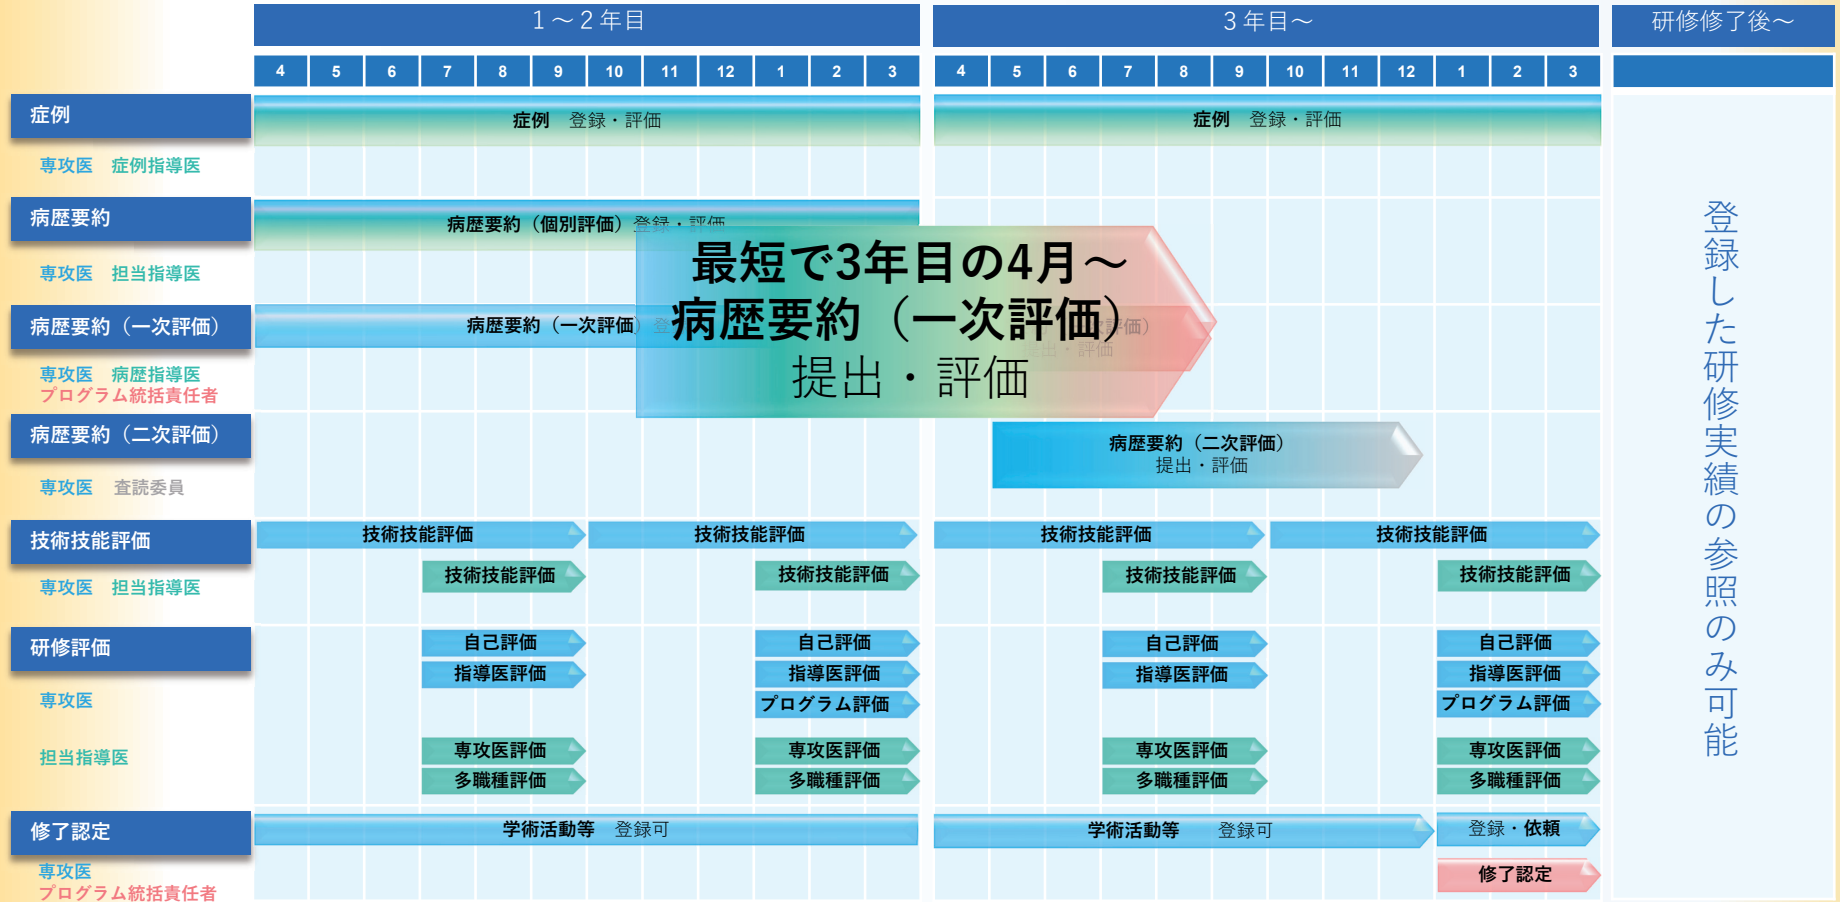 1～2年目
3年目～
研修修了後～
4 5 6 7 8 9 10 11 12 1 2 3
4 5 6 7 8 9 10 11 12 1 2 3
症例
症例 登録・評価
症例 登録・評価
専攻医 症例指導医
病歴要約
病歴要約（個別評価）登録・評価
専攻医 担当指導医
最短で3年目の4月～
病歴要約（一次評価）
提出・評価
病歴要約（一次評価）
病歴要約（一次評価）登
次評価）
提出・評価
専攻医 病歴指導医
プログラム統括責任者
病歴要約（二次評価）
病歴要約（二次評価）
提出・評価
専攻医 査読委員
技術技能評価
技術技能評価
技術技能評価
技術技能評価
技術技能評価
技術技能評価
技術技能評価
技術技能評価
技術技能評価
専攻医 担当指導医
研修評価
自己評価
自己評価
自己評価
自己評価
指導医評価
指導医評価
指導医評価
指導医評価
専攻医
プログラム評価
プログラム評価
担当指導医
専攻医評価
専攻医評価
専攻医評価
専攻医評価
多職種評価
多職種評価
多職種評価
多職種評価
修了認定
学術活動等 登録可
学術活動等 登録可
登録・依頼
専攻医
プログラム統括責任者
修了認定
登録した研修実績の参照のみ可能